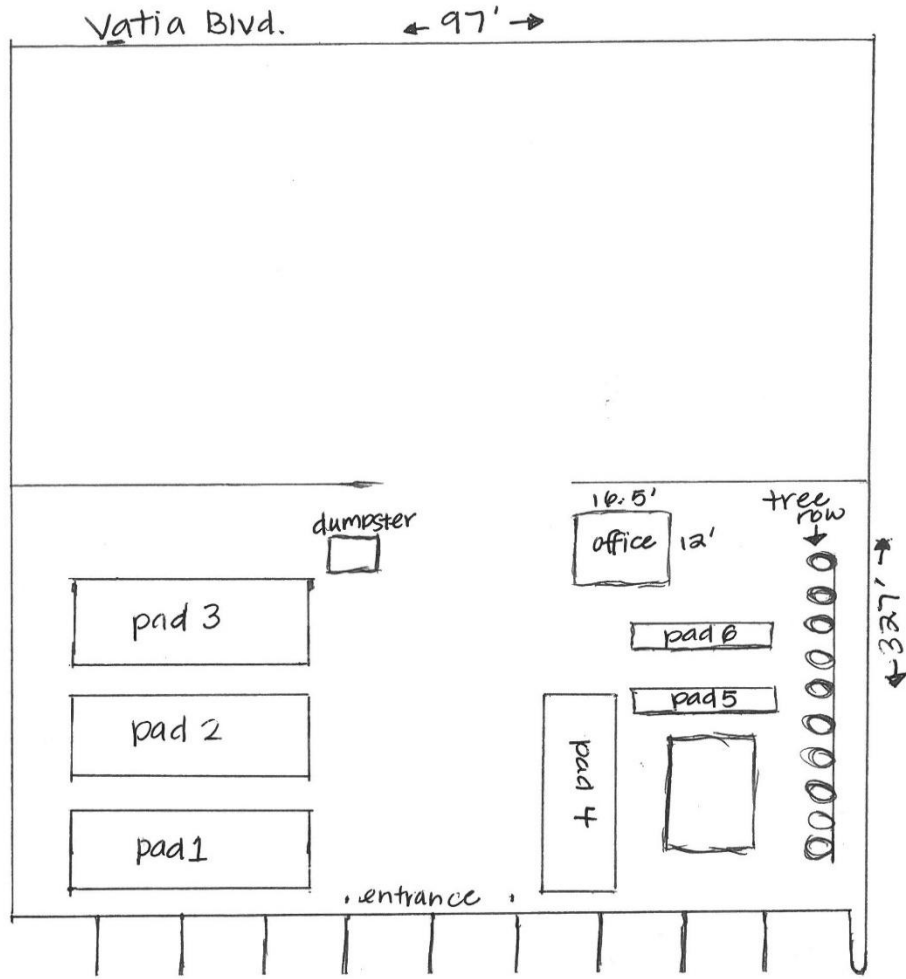 Vatia Blvd. ← 97' →
16.5'
tree
row
dumpster
office 12'
pad 3
← 327' →
pad 6
pad 5
pad 2
pad 4
pad 1
. entrance .